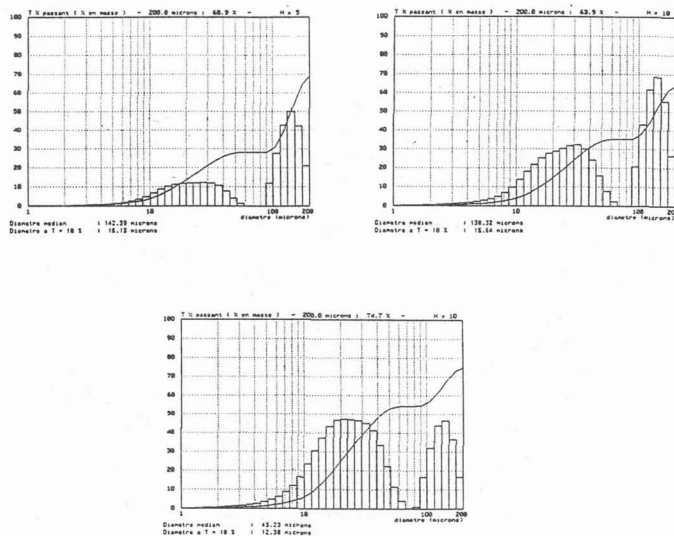 T % passant ( % en masse ) - 200.0 microns : 68.9 % - H = 5
100
90
80
70
60
50
40
30
20
10
0
1 10 100 200
diametre (microns)
Diametre median : 142.39 microns
Diametre a T = 10 % : 16.13 microns
T % passant ( % en masse ) - 200.0 microns : 63.9 % - H = 10
100
90
80
70
60
50
40
30
20
10
0
1 10 100 200
diametre (microns)
Diametre median : 138.32 microns
Diametre a T = 10 % : 15.64 microns
T % passant ( % en masse ) - 200.0 microns : 74.7 % - H = 10
100
90
80
70
60
50
40
30
20
10
0
1 10 100 200
diametre (microns)
Diametre median : 43.23 microns
Diametre a T = 10 % : 12.38 microns